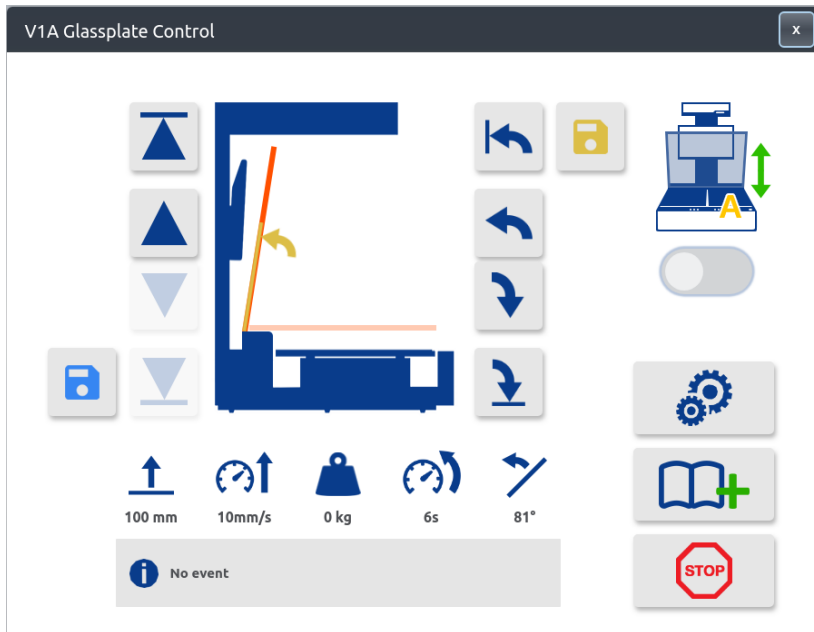 V1A Glassplate Control
x
A
100 mm
10mm/s
0 kg
6s
81°
No event
STOP